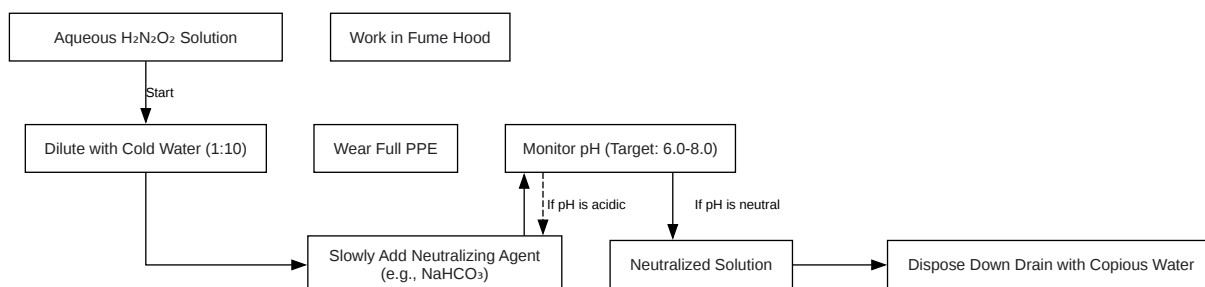 Aqueous H₂N₂O₂ Solution
Work in Fume Hood
Start
Dilute with Cold Water (1:10)
Wear Full PPE
Monitor pH (Target: 6.0-8.0)
If pH is acidic
If pH is neutral
Slowly Add Neutralizing Agent
(e.g., NaHCO₃)
Neutralized Solution
Dispose Down Drain with Copious Water